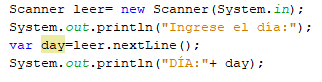 Scanner leer= new Scanner(System.in);
System.out.println("Ingrese el día:");
var day=leer.nextLine();
System.out.println("DÍA:"+ day);